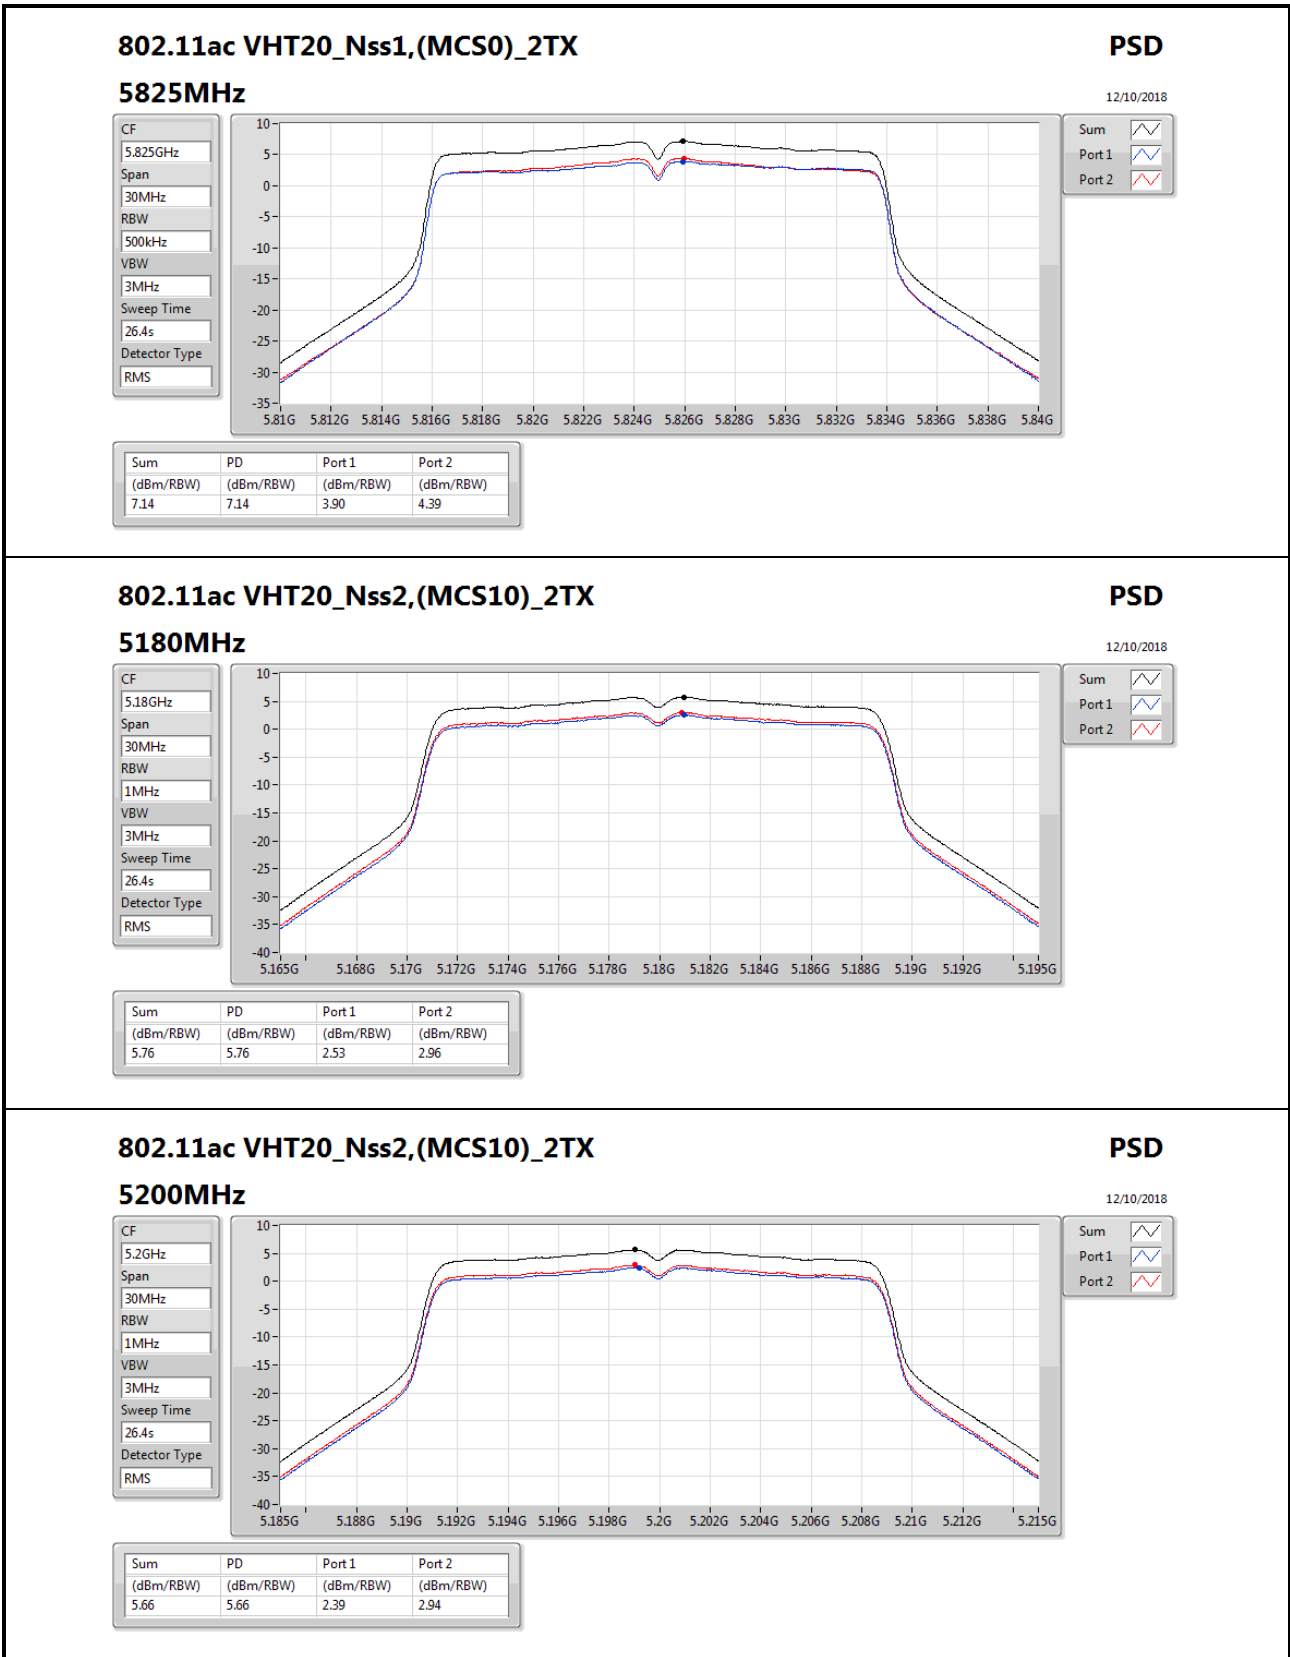 802.11ac VHT20_Nss1,(MCS0)_2TX PSD
5825MHz 12/10/2018
CF
5.825GHz
Span
30MHz
RBW
500kHz
VBW
3MHz
Sweep Time
26.4s
Detector Type
RMS
10
5
0
-5
-10
-15
-20
-25
-30
-35
5.81G 5.812G 5.814G 5.816G 5.818G 5.82G 5.822G 5.824G 5.826G 5.828G 5.83G 5.832G 5.834G 5.836G 5.838G 5.84G
Sum
Port 1
Port 2
Sum PD Port 1 Port 2
(dBm/RBW) (dBm/RBW) (dBm/RBW) (dBm/RBW)
7.14 7.14 3.90 4.39
802.11ac VHT20_Nss2,(MCS10)_2TX PSD
5180MHz 12/10/2018
CF
5.18GHz
Span
30MHz
RBW
1MHz
VBW
3MHz
Sweep Time
26.4s
Detector Type
RMS
10
5
0
-5
-10
-15
-20
-25
-30
-35
-40
5.165G 5.168G 5.17G 5.172G 5.174G 5.176G 5.178G 5.18G 5.182G 5.184G 5.186G 5.188G 5.19G 5.192G 5.195G
Sum
Port 1
Port 2
Sum PD Port 1 Port 2
(dBm/RBW) (dBm/RBW) (dBm/RBW) (dBm/RBW)
5.76 5.76 2.53 2.96
802.11ac VHT20_Nss2,(MCS10)_2TX PSD
5200MHz 12/10/2018
CF
5.2GHz
Span
30MHz
RBW
1MHz
VBW
3MHz
Sweep Time
26.4s
Detector Type
RMS
10
5
0
-5
-10
-15
-20
-25
-30
-35
-40
5.185G 5.188G 5.19G 5.192G 5.194G 5.196G 5.198G 5.2G 5.202G 5.204G 5.206G 5.208G 5.21G 5.212G 5.215G
Sum
Port 1
Port 2
Sum PD Port 1 Port 2
(dBm/RBW) (dBm/RBW) (dBm/RBW) (dBm/RBW)
5.66 5.66 2.39 2.94